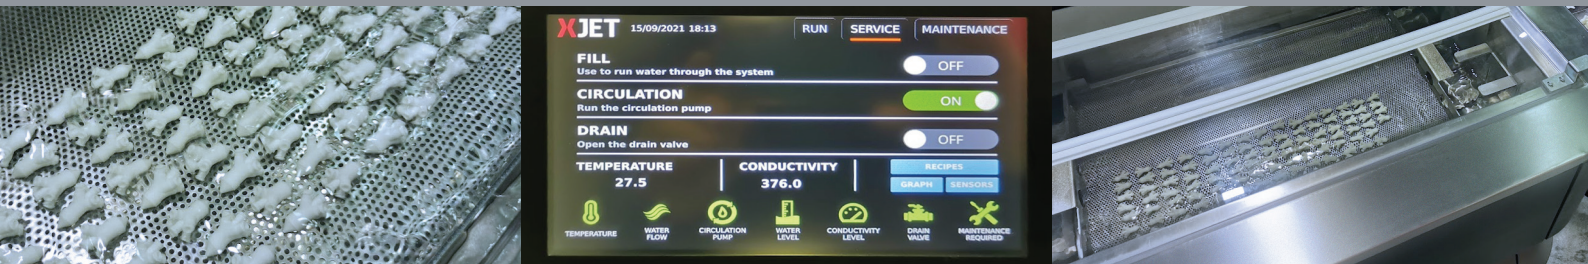 XJET 15/09/2021 18:13 RUN SERVICE MAINTENANCE
FILL
Use to run water through the system
OFF
CIRCULATION
Run the circulation pump
ON
DRAIN
Open the drain valve
OFF
TEMPERATURE
27.5
CONDUCTIVITY
376.0
RECIPES
GRAPH SENSORS
TEMPERATURE
WATER
FLOW
CIRCULATION
PUMP
WATER
LEVEL
CONDUCTIVITY
LEVEL
DRAIN
VALVE
MAINTENANCE
REQUIRED